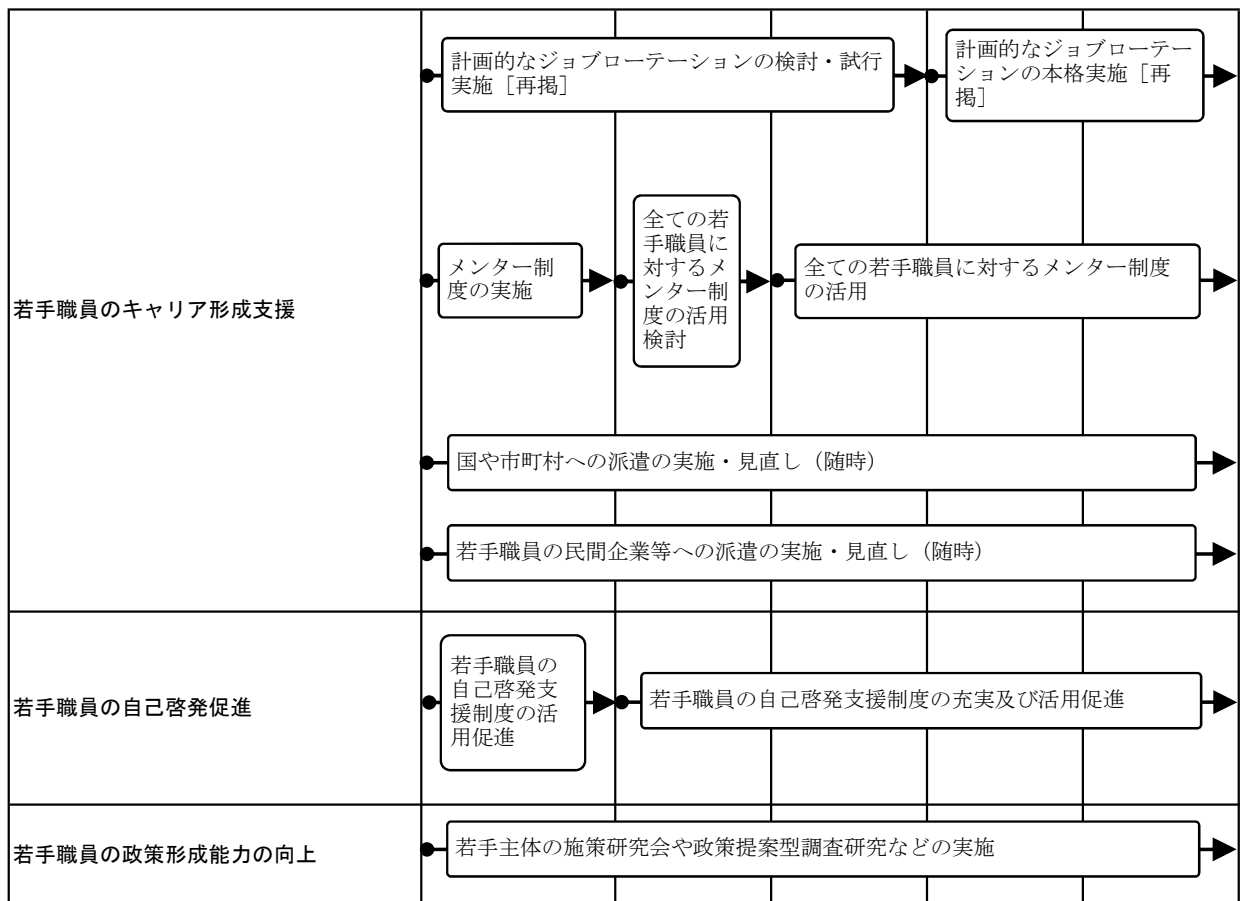 若手職員のキャリア形成支援
計画的なジョブローテーションの検討・試行
実施［再掲］
計画的なジョブローテー
ションの本格実施［再
掲］
メンター制
度の実施
全ての若
手職員に
対するメ
ンター制
度の活用
検討
全ての若手職員に対するメンター制度
の活用
国や市町村への派遣の実施・見直し（随時）
若手職員の民間企業等への派遣の実施・見直し（随時）
若手職員の自己啓発促進
若手職員の
自己啓発支
援制度の活
用促進
若手職員の自己啓発支援制度の充実及び活用促進
若手職員の政策形成能力の向上
若手主体の施策研究会や政策提案型調査研究などの実施